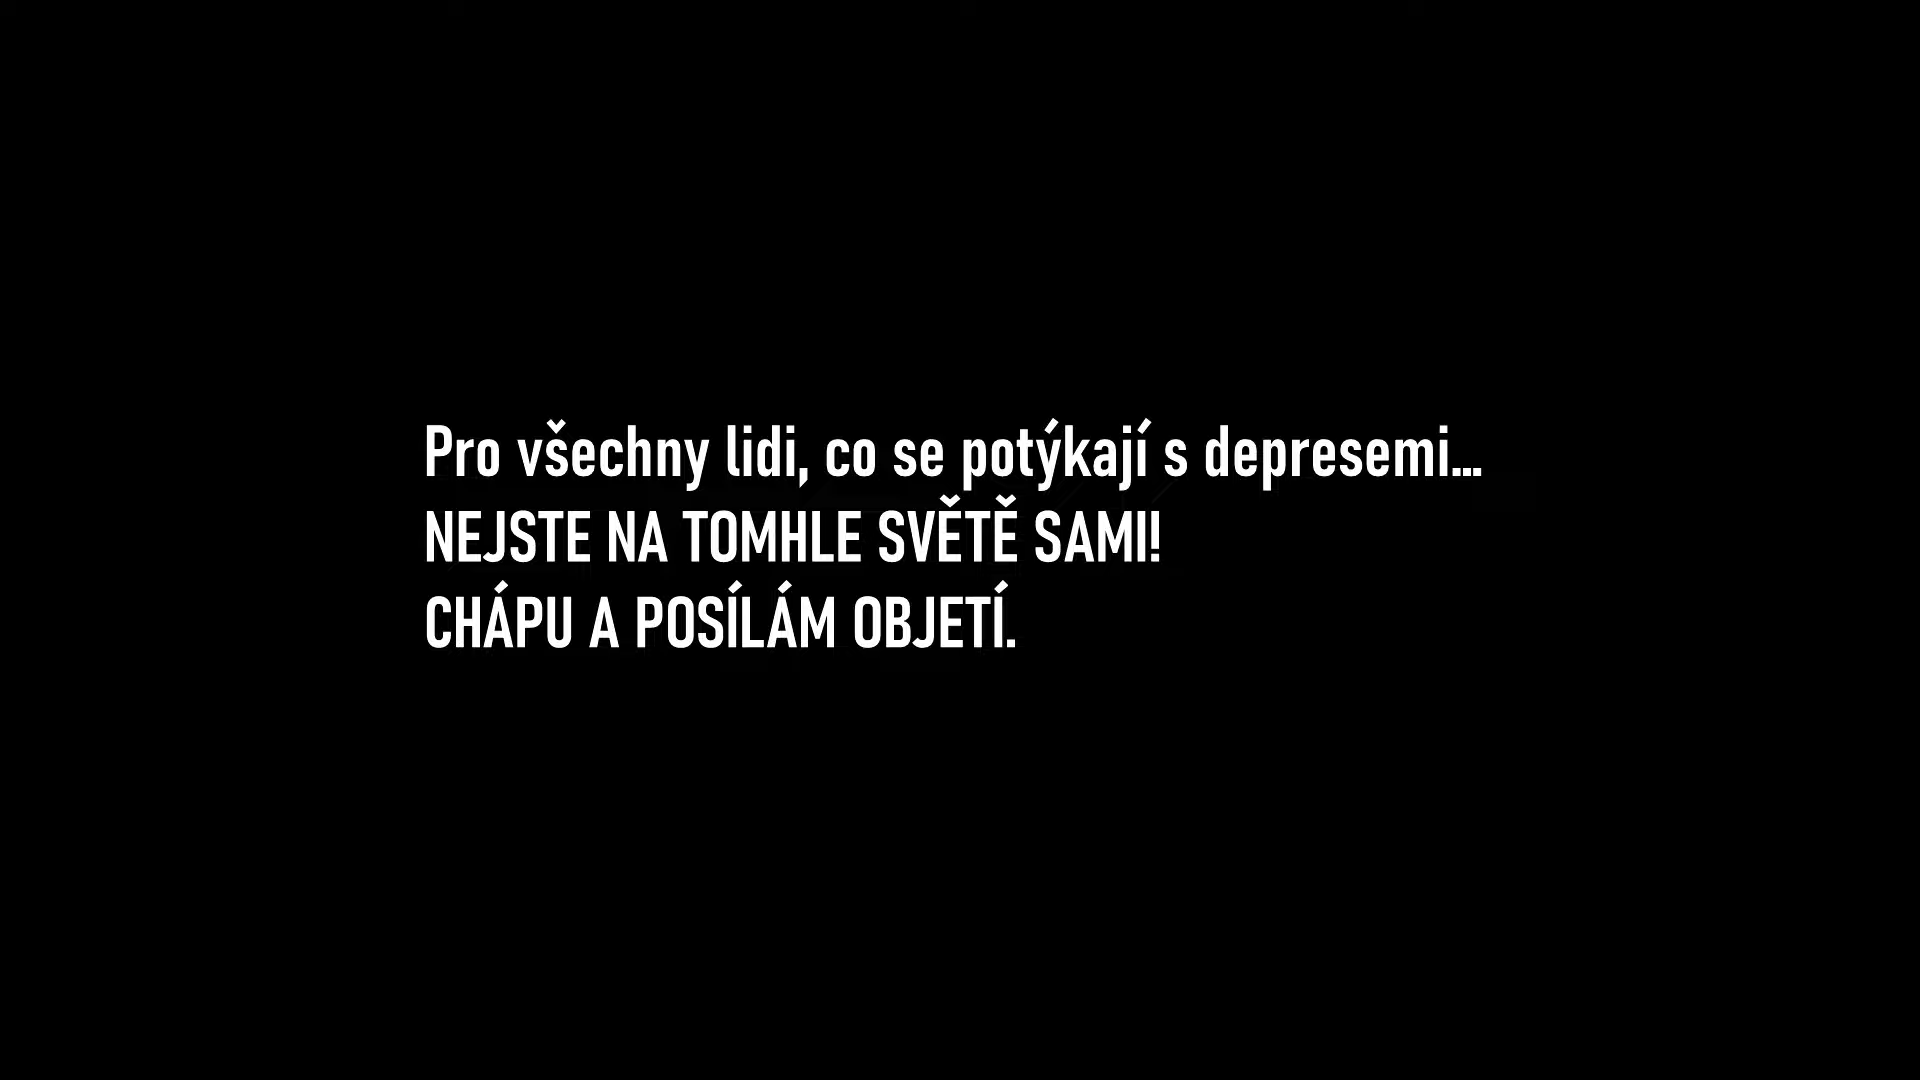 Pro všechny lidi, co se potýkají s depresemi...
NEJSTE NA TOMHLE SVĚTĚ SAMI!
CHÁPU A POSÍLÁM OBJETÍ.